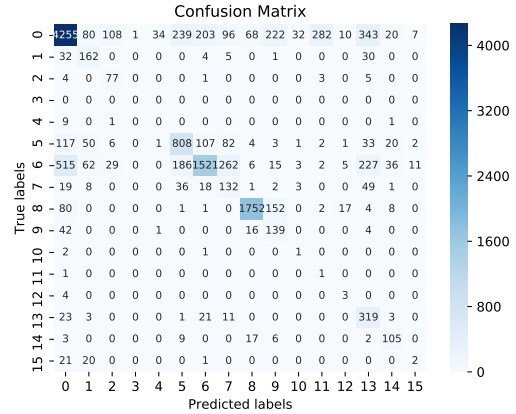 Confusion Matrix
0 4255 80 108 1 34 239 203 96 68 222 32 282 10 343 20 7
1 32 162 0 0 0 0 4 5 0 1 0 0 0 30 0 0
2 4 0 77 0 0 0 1 0 0 0 0 3 0 5 0 0
3 0 0 0 0 0 0 0 0 0 0 0 0 0 0 0 0
4 9 0 1 0 0 0 0 0 0 0 0 0 0 0 1 0
5 117 50 6 0 1 808 107 82 4 3 1 2 1 33 20 2
6 515 62 29 0 0 186 1521 262 6 15 3 2 5 227 36 11
7 19 8 0 0 0 36 18 132 1 2 3 0 0 49 1 0
8 80 0 0 0 0 1 1 0 1752 152 0 2 17 4 8 0
9 42 0 0 0 1 0 0 0 16 139 0 0 0 4 0 0
10 2 0 0 0 0 0 1 0 0 0 1 0 0 0 0 0
11 1 0 0 0 0 0 0 0 0 0 0 1 0 0 0 0
12 4 0 0 0 0 0 0 0 0 0 0 0 3 0 0 0
13 23 3 0 0 0 1 21 11 0 0 0 0 0 319 3 0
14 3 0 0 0 0 9 0 0 17 6 0 0 0 2 105 0
15 21 20 0 0 0 0 1 0 0 0 0 0 0 0 0 2
0 1 2 3 4 5 6 7 8 9 10 11 12 13 14 15
Predicted labels
True labels
4000
3200
2400
1600
800
0